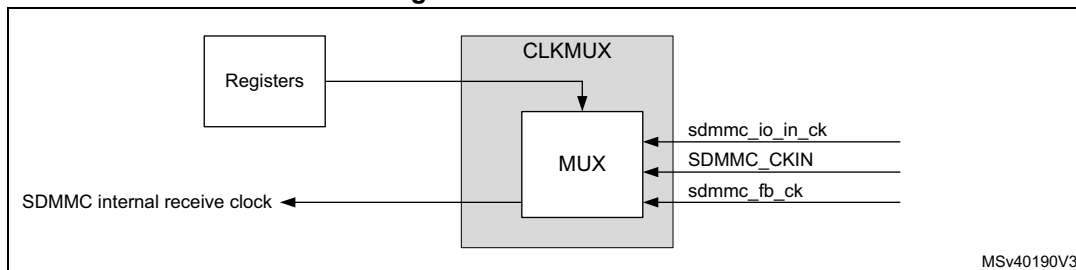 CLKMUX
Registers
sdmmc_io_in_ck
MUX
SDMMC_CKIN
sdmmc_fb_ck
SDMMC internal receive clock
MSv40190V3